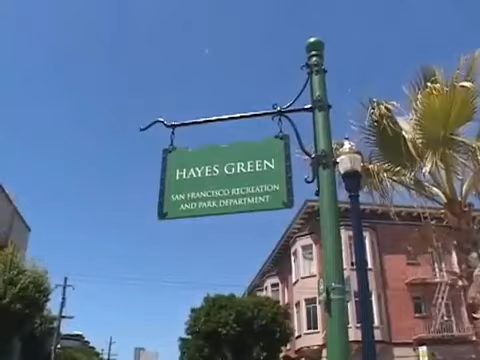 HAYES GREEN
SAN FRANCISCO RECREATION
AND PARK DEPARTMENT